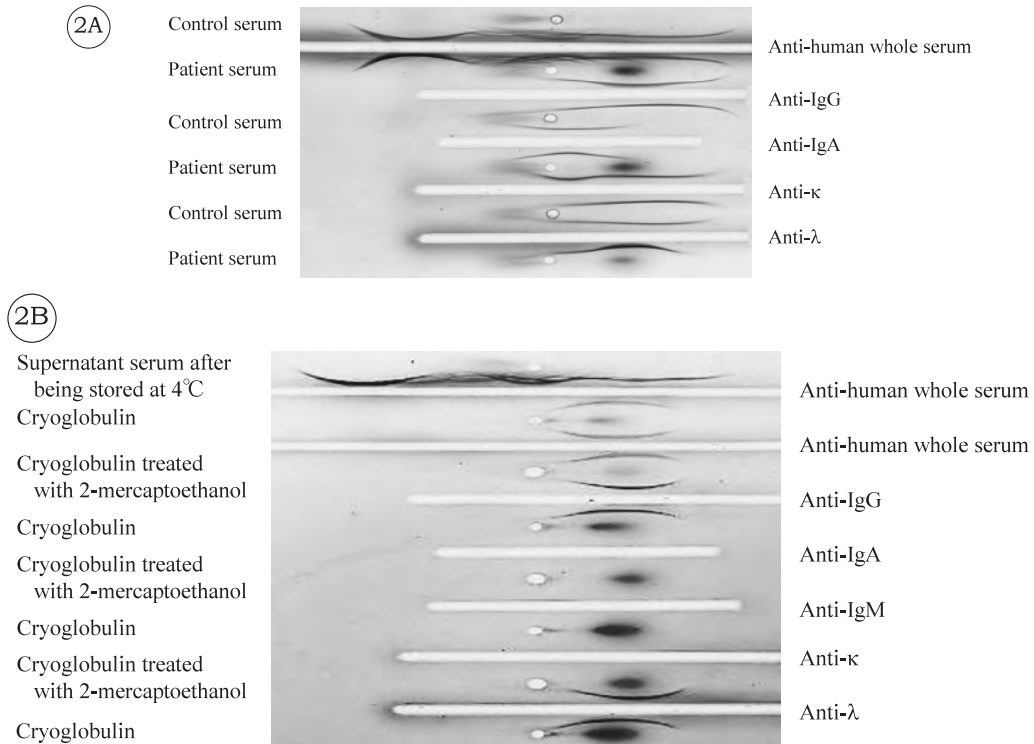 2A
Control serum
Anti-human whole serum
Patient serum
Anti-IgG
Control serum
Anti-IgA
Patient serum
Anti-κ
Control serum
Anti-λ
Patient serum
2B
Supernatant serum after
being stored at 4℃
Anti-human whole serum
Cryoglobulin
Anti-human whole serum
Cryoglobulin treated
with 2-mercaptoethanol
Anti-IgG
Cryoglobulin
Anti-IgA
Cryoglobulin treated
with 2-mercaptoethanol
Anti-IgM
Cryoglobulin
Anti-κ
Cryoglobulin treated
with 2-mercaptoethanol
Anti-λ
Cryoglobulin